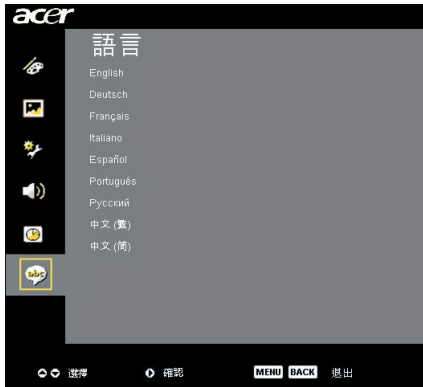 acer
語言
English
Deutsch
Français
Italiano
Español
Português
Русский
中文 (繁)
中文 (简)
abc
選擇 確認 MENU BACK 退出